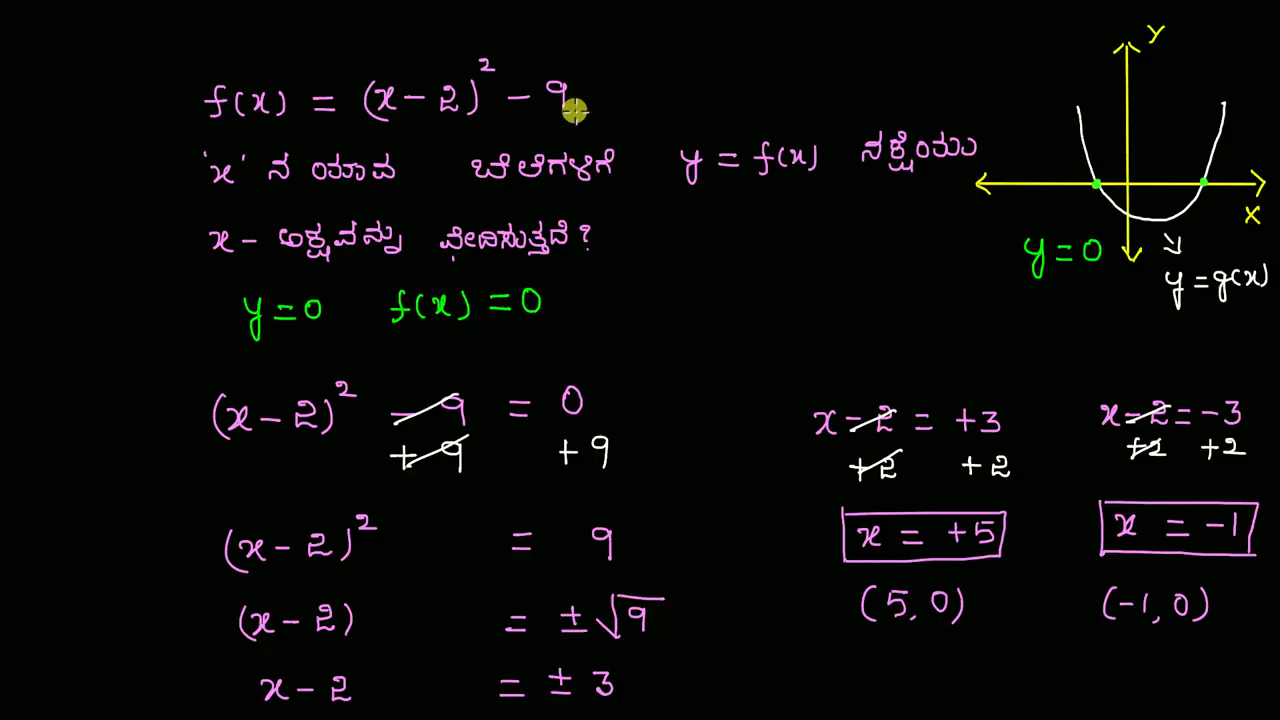 f(x) = (x-2)² - 9
'x' ನ ಯಾವ ಬೆಲೆಗಳಿಗೆ y = f(x) ನಕ್ಷೆಯು
x- ಅಕ್ಷವನ್ನು ಛೇದಿಸುತ್ತದೆ?
y=0 f(x) = 0
(x-2)² -9 = 0
+9 +9
(x-2)² = 9
(x-2) = ±√9
x-2 = ± 3
Y
X
y=0
y=g(x)
x-2 = +3
+2 +2
x = +5
(5, 0)
x-2 = -3
+2 +2
x = -1
(-1, 0)